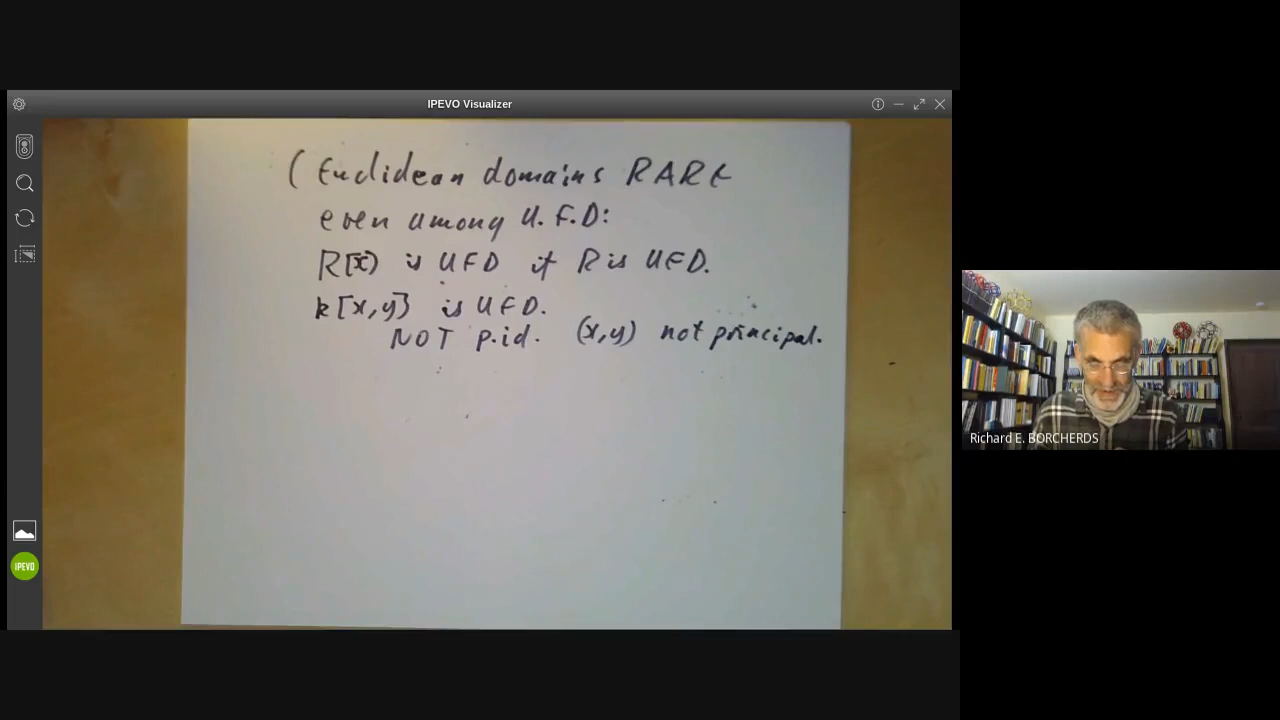 IPEVO Visualizer
( Euclidean domains RARE
even among U.F.D:
R[x] is UFD if R is UFD.
k[x,y] is UFD.
NOT p.id. (x,y) not principal.
Richard E. BORCHERDS
IPEVO